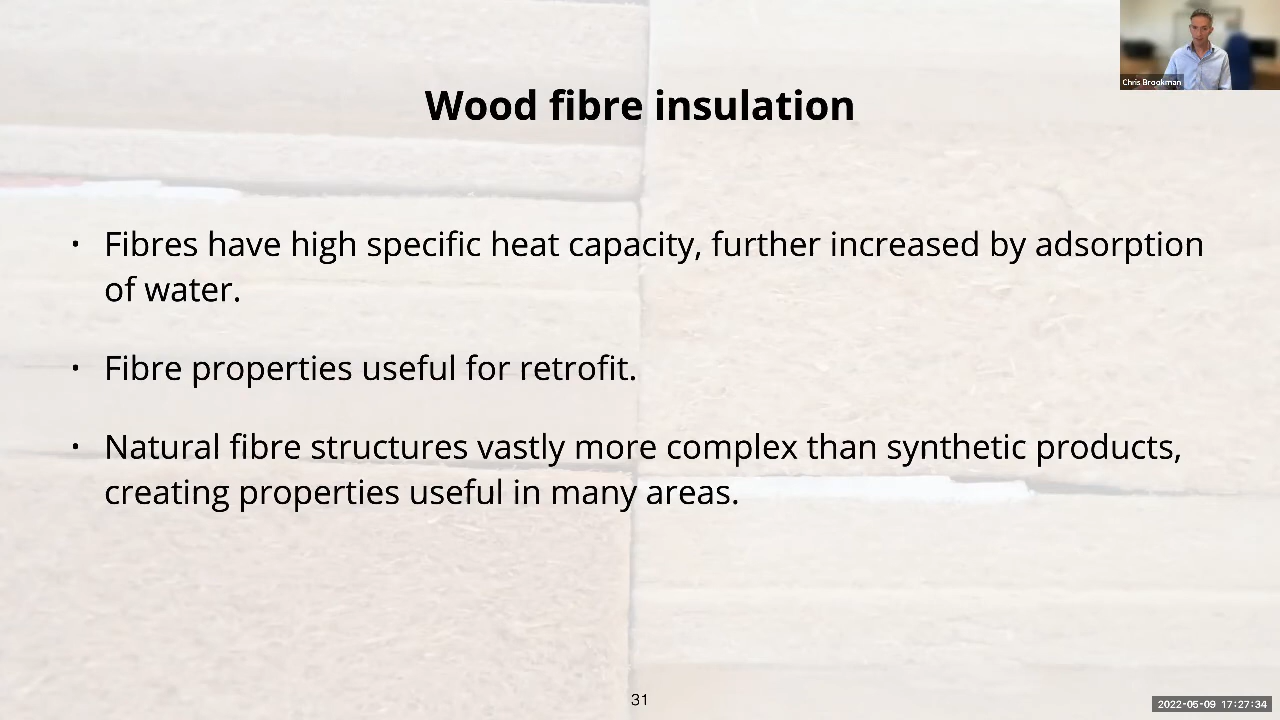 Chris Brookman
Wood fibre insulation
• Fibres have high specific heat capacity, further increased by adsorption
of water.
• Fibre properties useful for retrofit.
• Natural fibre structures vastly more complex than synthetic products,
creating properties useful in many areas.
31
2022-05-09 17:27:34